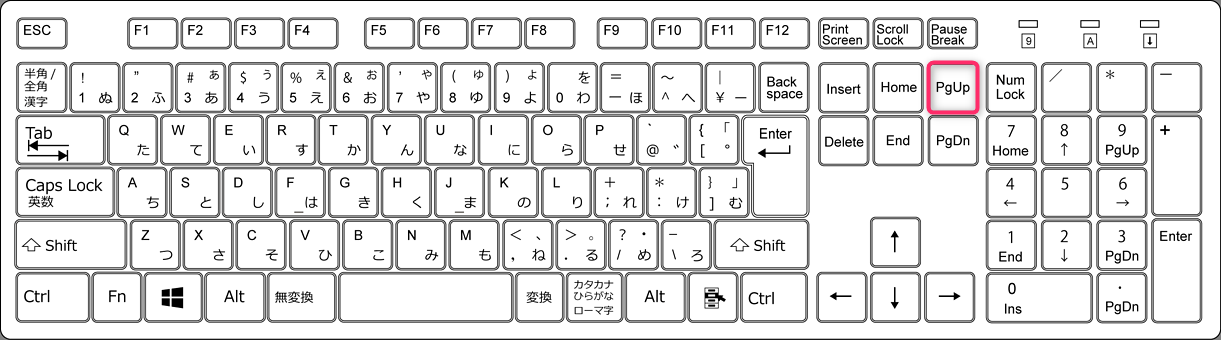 ESC F1 F2 F3 F4 F5 F6 F7 F8 F9 F10 F11 F12 Print Scroll Pause
Screen Lock Break 9 A ⬇
半角/ ! " # ぁ $ ぅ % ぇ & ぉ ' ゃ ( ゅ ) ょ を = ~ | Back Insert Home PgUp Num / * −
全角 1 ぬ 2 ふ 3 あ 4 う 5 え 6 お 7 や 8 ゆ 9 よ 0 わ ー ほ ^ へ ¥ ー space Lock
漢字
Tab Q W E R T Y U I O P ` { 「 Enter Delete End PgDn 7 8 9 +
た て い す か ん な に ら せ @ ゛ [ ° Home ↑ PgUp
Caps Lock A S D F G H J K L + * } 」 4 5 6
英数 ち と し _は き く _ま の り ; れ : け ] む ← →
⇧ Shift Z X C V B N M < 、 > 。 ? ・ − ⇧ Shift ↑ 1 2 3 Enter
つ さ そ ひ こ み も , ね . る / め \ ろ End ↓ PgDn
Ctrl Fn Alt 無変換 変換 カタカナ Alt Ctrl ← ↓ → 0 .
ひらがな Ins PgDn
ローマ字